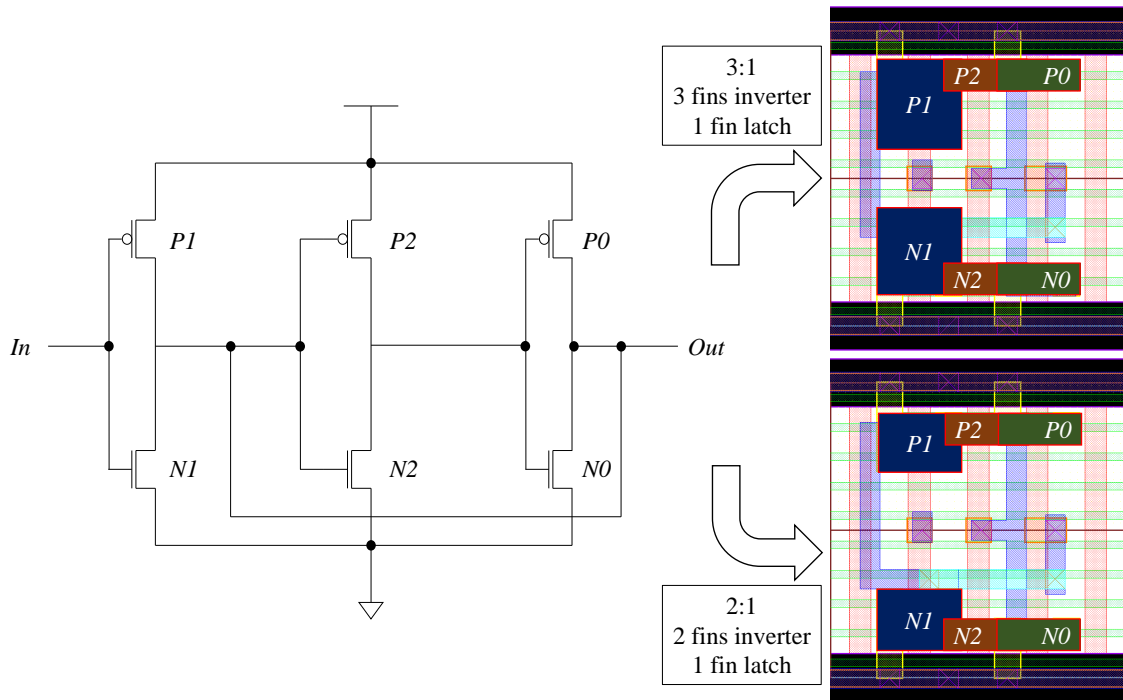 In
P1
N1
P2
N2
P0
N0
Out
3:1
3 fins inverter
1 fin latch
2:1
2 fins inverter
1 fin latch
P1
P2
P0
N1
N2
N0
P1
P2
P0
N1
N2
N0